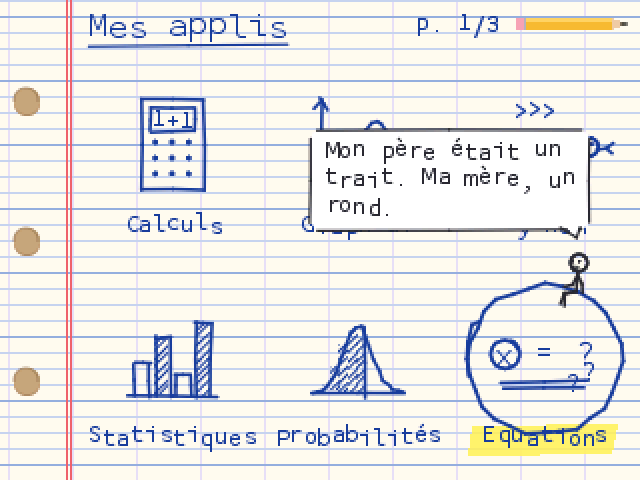 Mes applis
p. 1/3
1+1
>>>
Mon père était un
trait. Ma mère, un
rond.
Calculs
x = ?
?
?
Statistiques
Probabilités
Equations